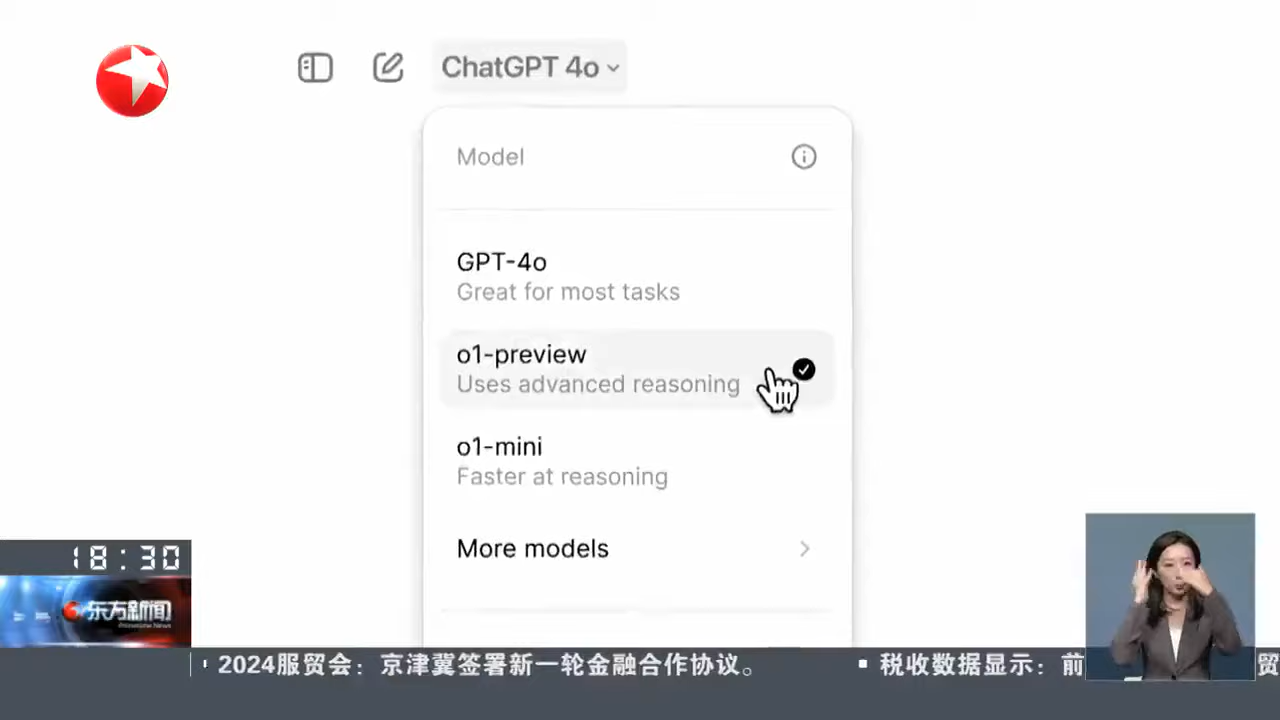 ChatGPT 4o
Model
GPT-4o
Great for most tasks
o1-preview
Uses advanced reasoning
o1-mini
Faster at reasoning
More models
18:30
东方新闻
2024服贸会：京津冀签署新一轮金融合作协议。
税收数据显示：前
贸